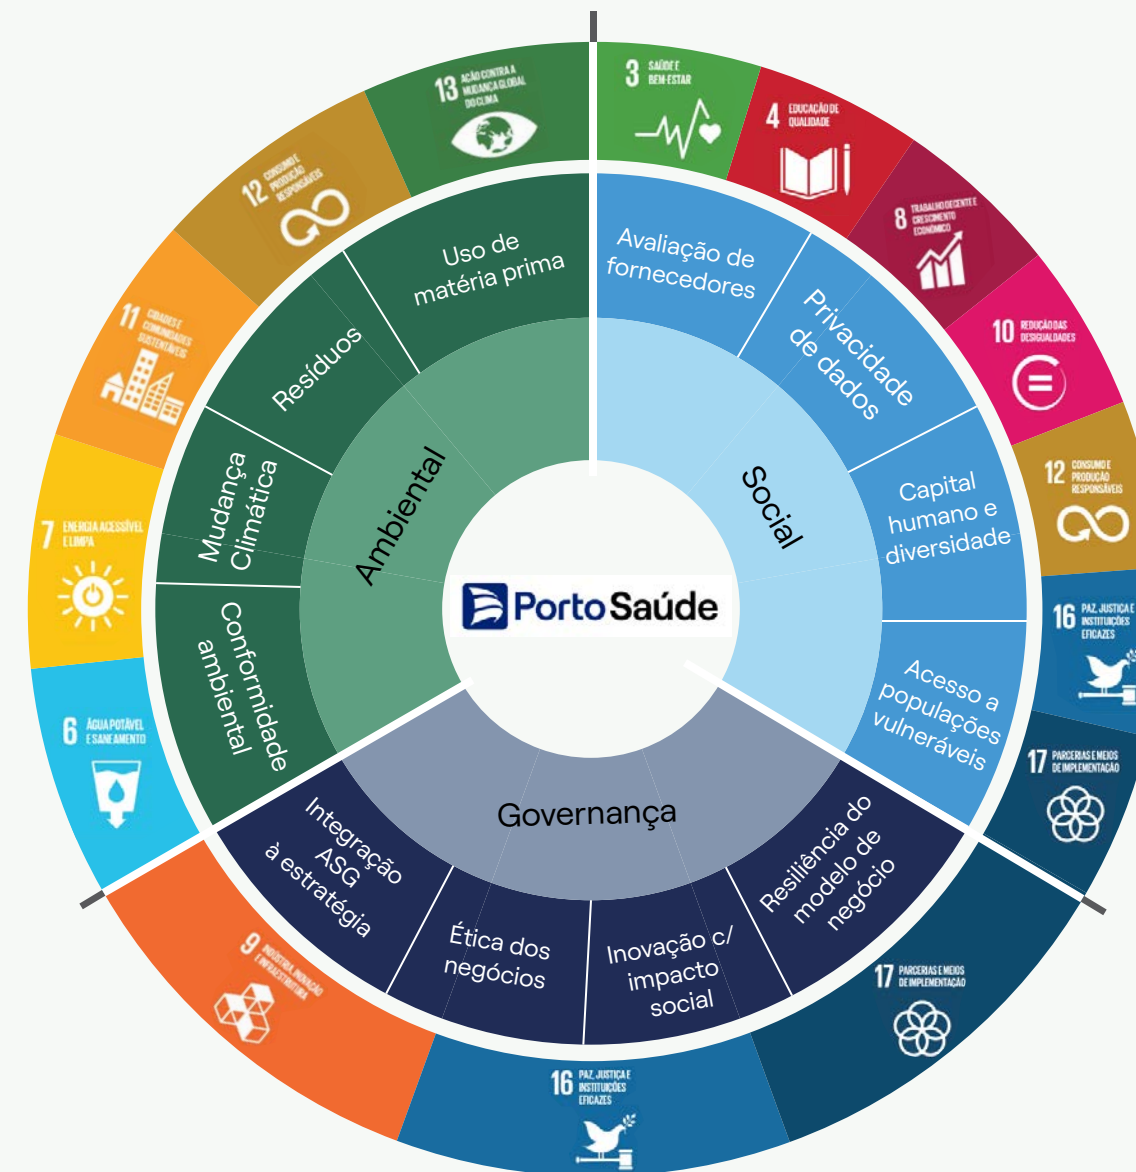 13 AÇÃO CONTRA A
MUDANÇA GLOBAL
DO CLIMA
3 SAÚDE E
BEM-ESTAR
4 EDUCAÇÃO DE
QUALIDADE
8 TRABALHO DECENTE E
CRESCIMENTO
ECONÔMICO
10 REDUÇÃO DAS
DESIGUALDADES
12 CONSUMO E
PRODUÇÃO
RESPONSÁVEIS
16 PAZ, JUSTIÇA E
INSTITUIÇÕES
EFICAZES
17 PARCERIAS E MEIOS
DE IMPLEMENTAÇÃO
17 PARCERIAS E MEIOS
DE IMPLEMENTAÇÃO
16 PAZ, JUSTIÇA E
INSTITUIÇÕES
EFICAZES
9 INDÚSTRIA, INOVAÇÃO
E INFRAESTRUTURA
6 ÁGUA POTÁVEL
E SANEAMENTO
7 ENERGIA ACESSÍVEL
E LIMPA
11 CIDADES E
COMUNIDADES
SUSTENTÁVEIS
12 CONSUMO E
PRODUÇÃO
RESPONSÁVEIS
Uso de
matéria prima
Avaliação de
fornecedores
Privacidade
de dados
Capital
humano e
diversidade
Acesso a
populações
vulneráveis
Resiliência do
modelo de
negócio
Inovação c/
impacto
social
Ética dos
negócios
Integração
ASG
à estratégia
Conformidade
ambiental
Mudança
Climática
Resíduos
Ambiental
Social
Governança
Porto Saúde